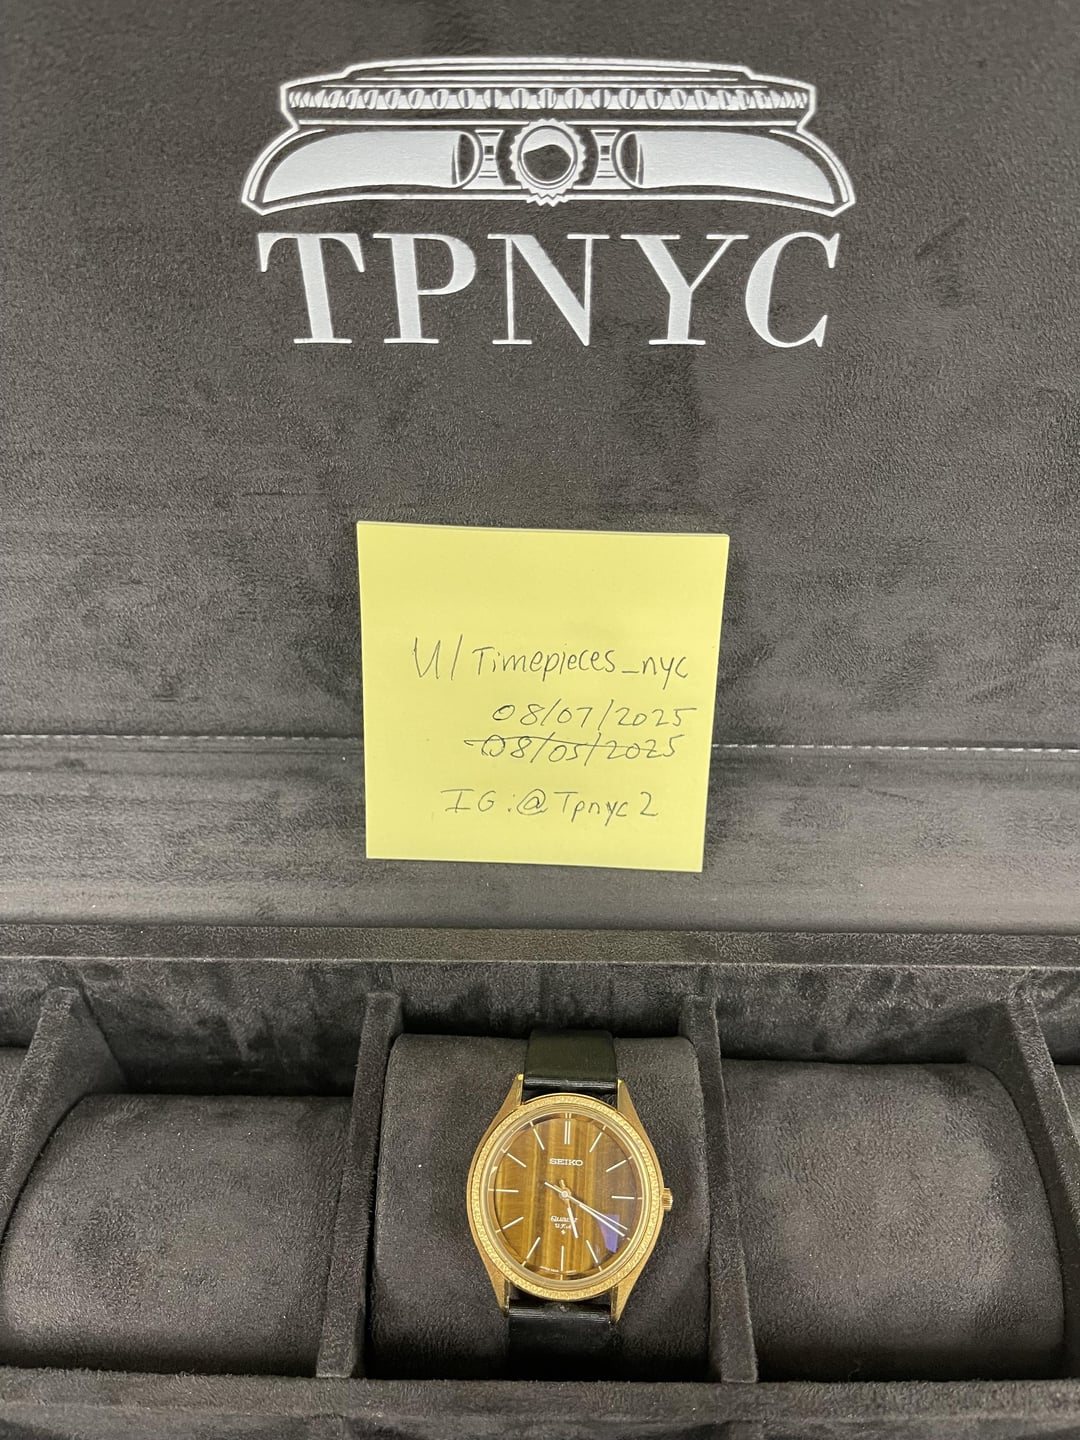 TPNYC
U/Timepieces_nyc
08/07/2025
08/05/2025
IG:@Tpnyc2
SEIKO
Quartz